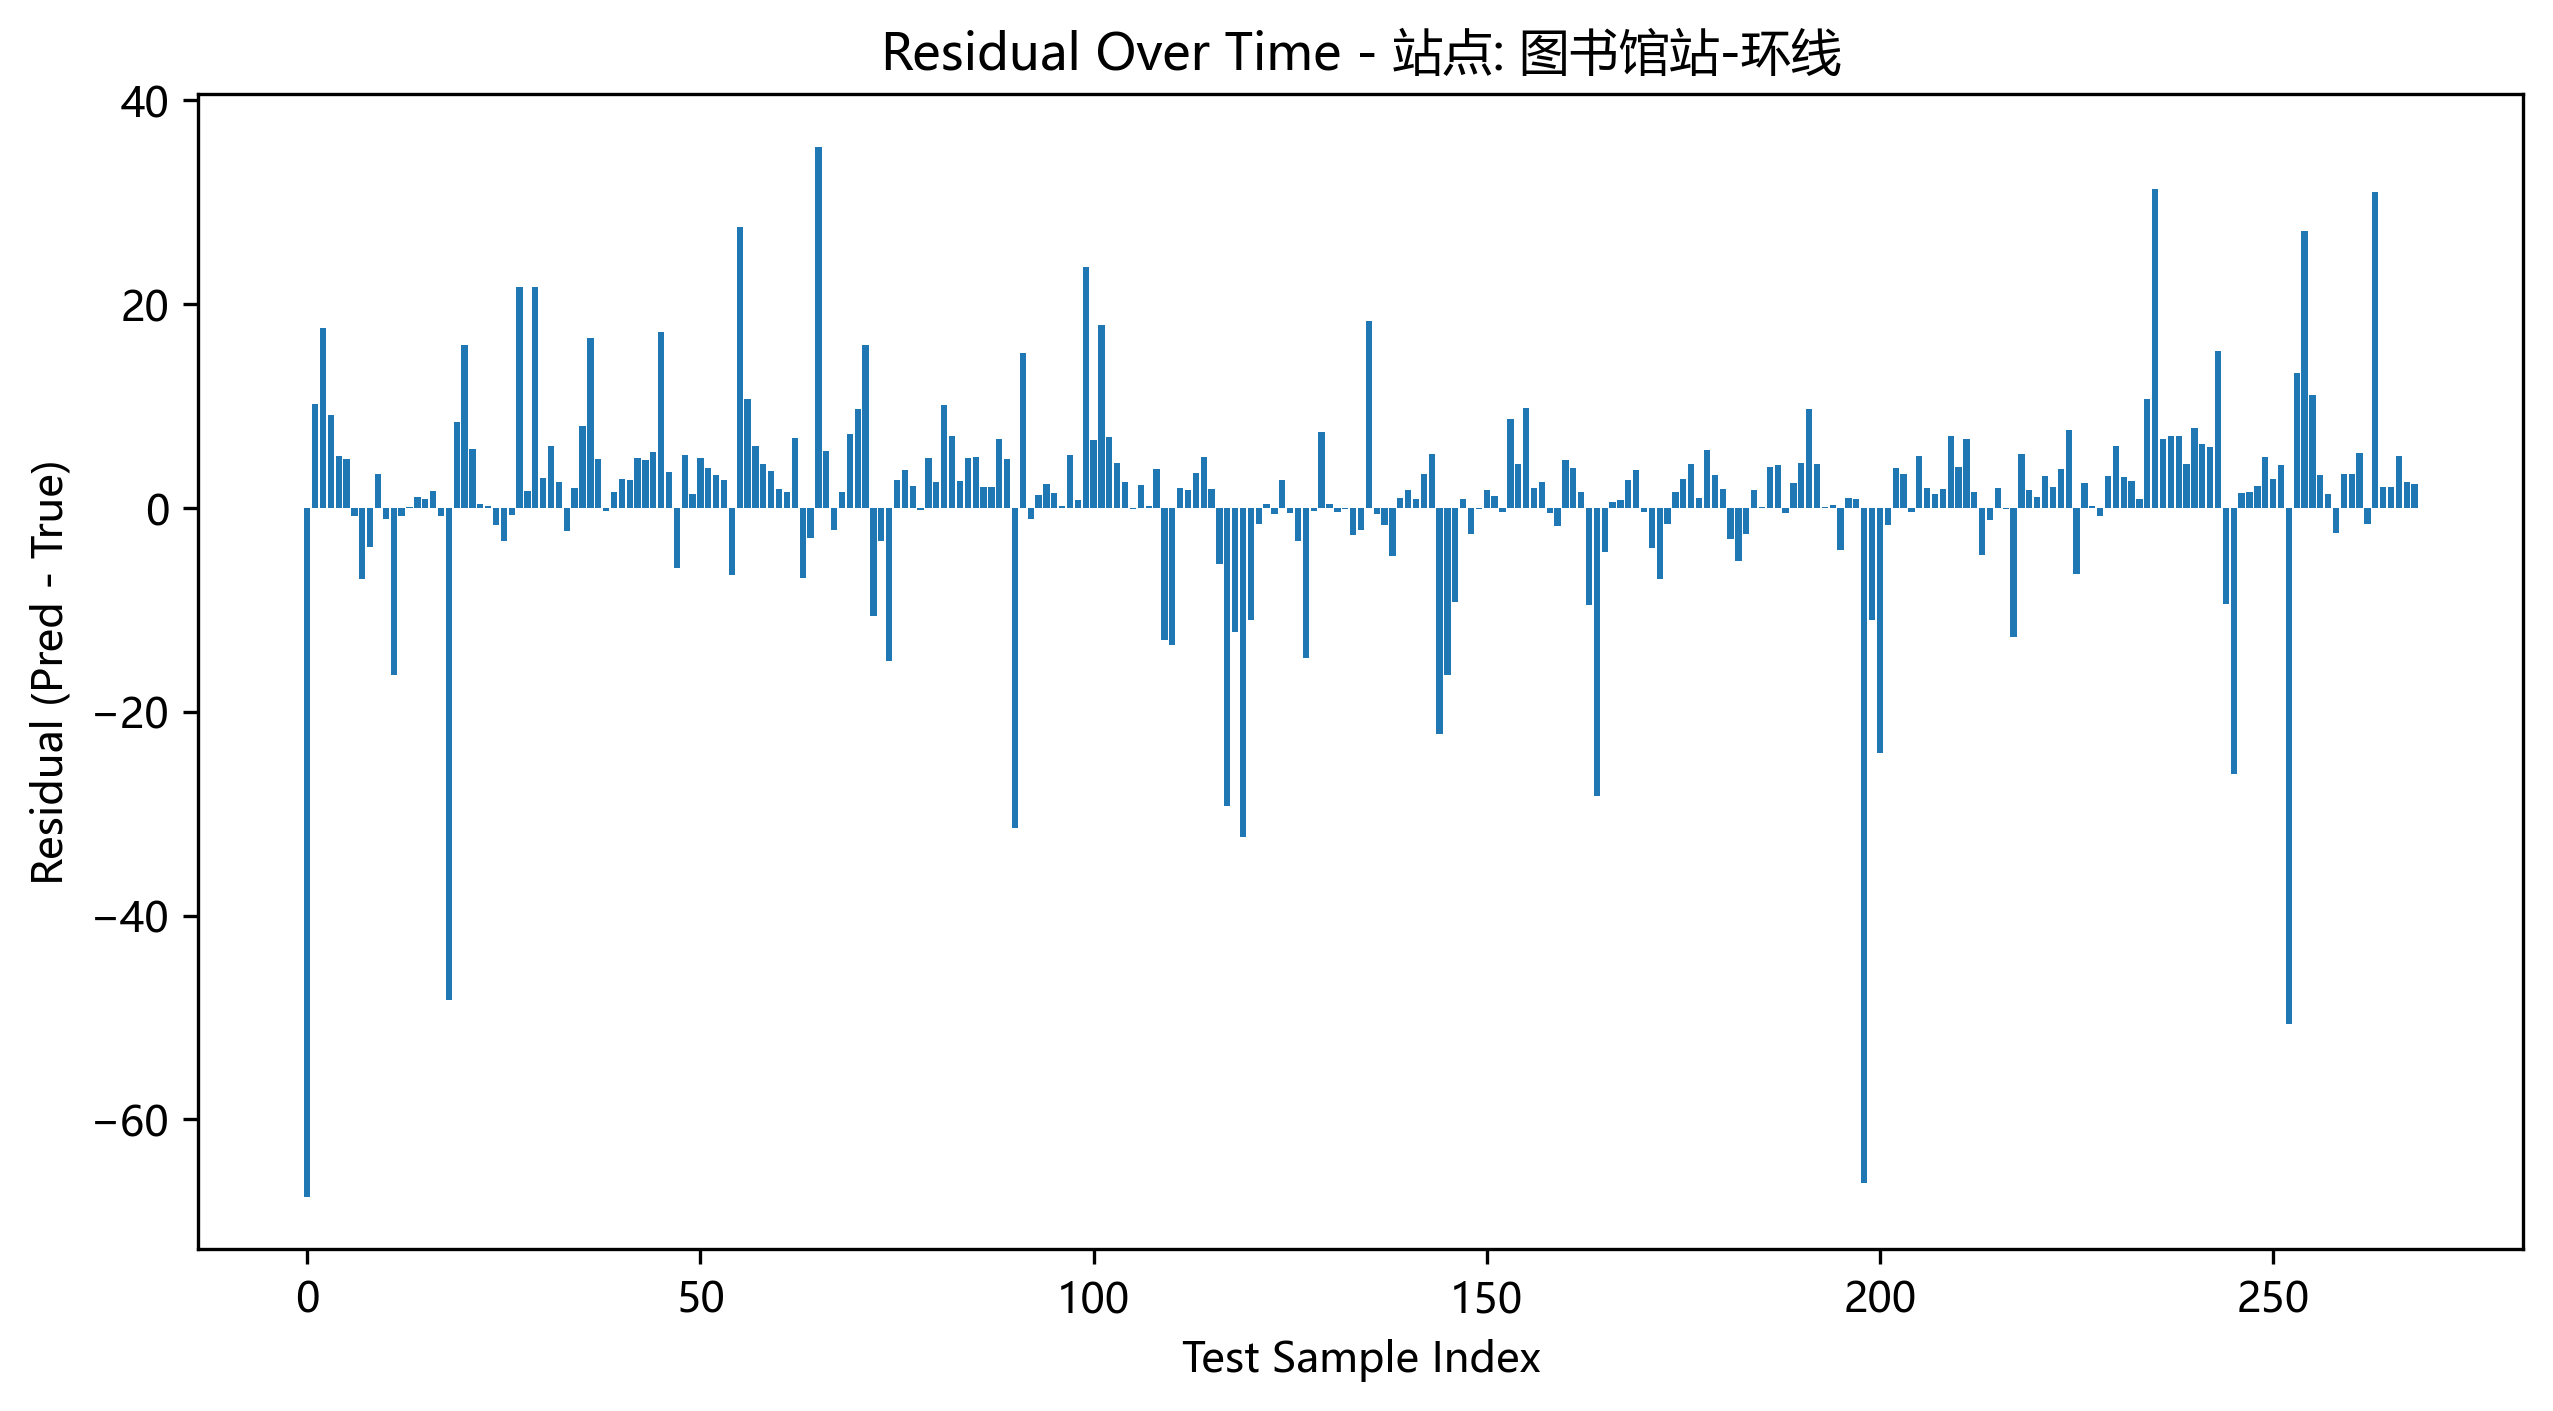 Residual Over Time - 站点: 图书馆站-环线
Residual (Pred - True)
40
20
0
−20
−40
−60
0 50 100 150 200 250
Test Sample Index